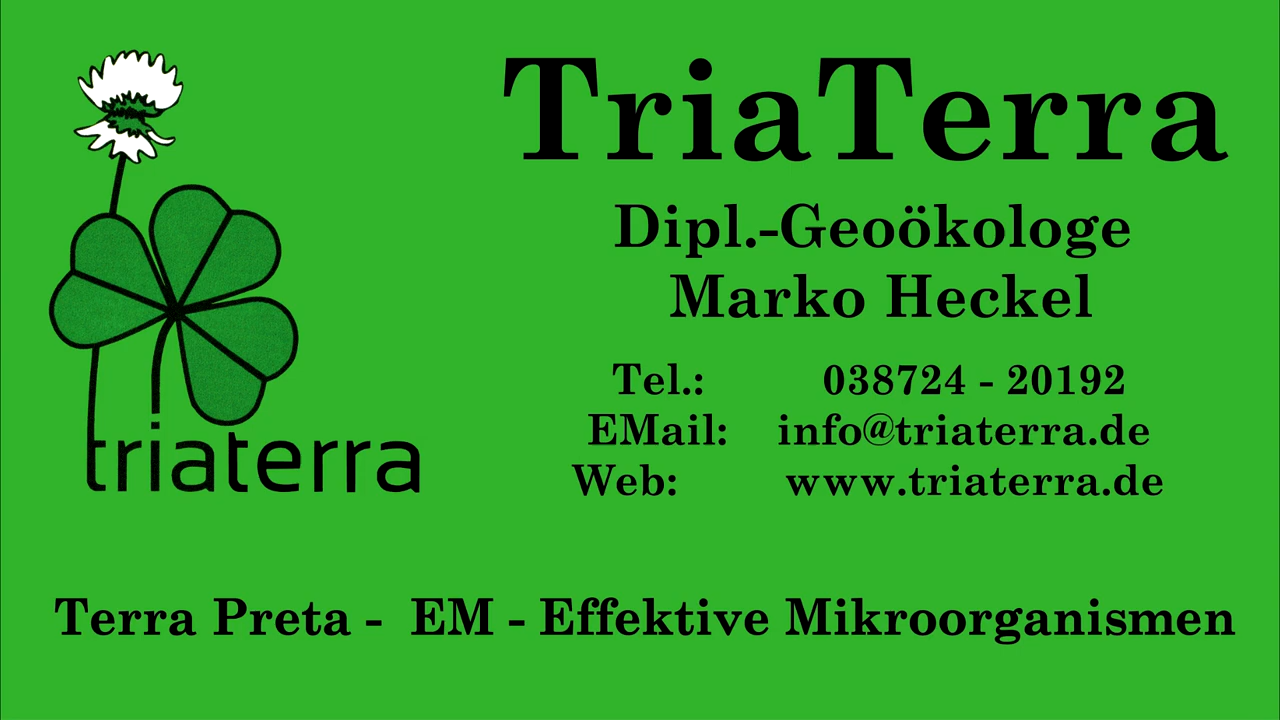 TriaTerra
Dipl.-Geoökologe
Marko Heckel
Tel.: 038724 - 20192
EMail: info@triaterra.de
Web: www.triaterra.de
triaterra
Terra Preta - EM - Effektive Mikroorganismen